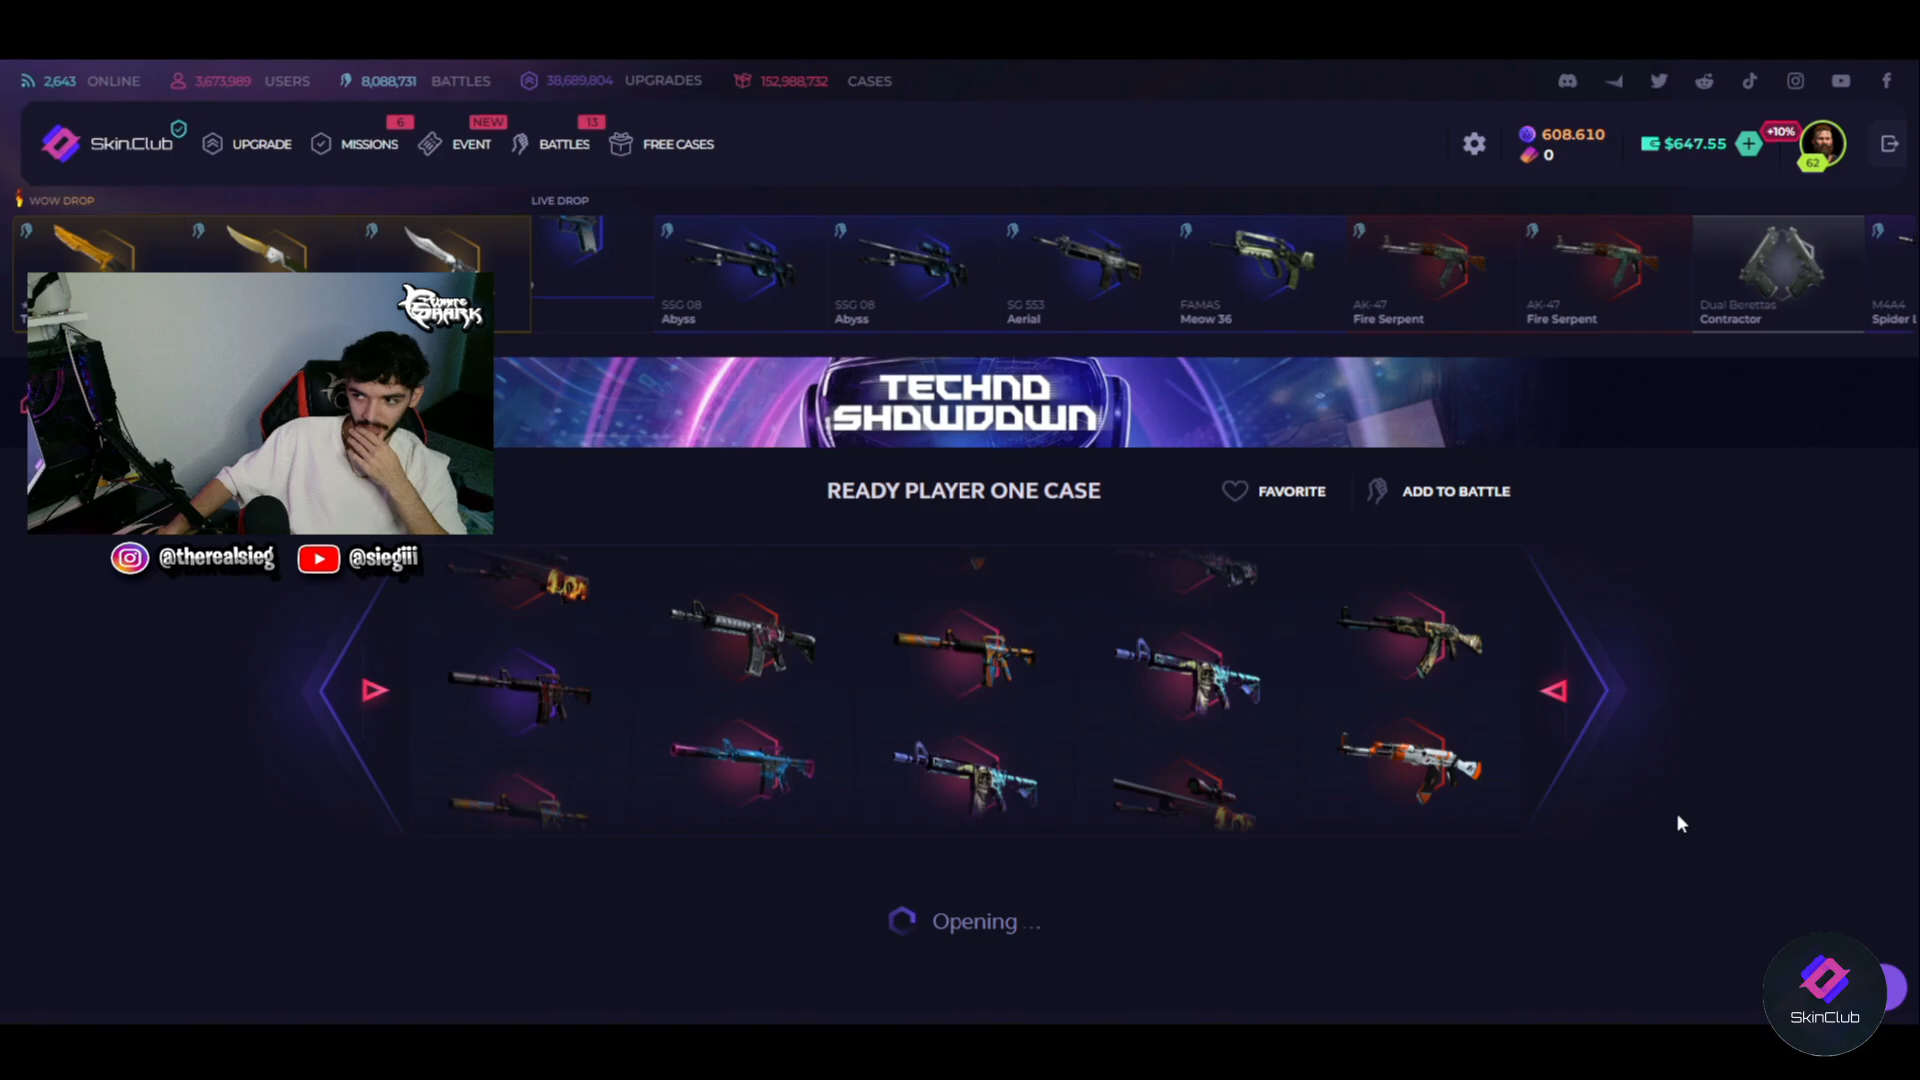 2,643 ONLINE 3,673,989 USERS 8,088,731 BATTLES 38,689,804 UPGRADES 152,988,732 CASES
6 NEW 13
Skin.Club UPGRADE MISSIONS EVENT BATTLES FREE CASES
608.610
0
$647.55
+10%
62
WOW DROP LIVE DROP
SSG 08
Abyss
SSG 08
Abyss
SG 553
Aerial
FAMAS
Meow 36
AK-47
Fire Serpent
AK-47
Fire Serpent
Dual Berettas
Contractor
M4A4
Spider
SHARK
TECHNO
SHOWDOWN
READY PLAYER ONE CASE FAVORITE ADD TO BATTLE
@therealsieg @siegiii
Opening ...
SkinClub